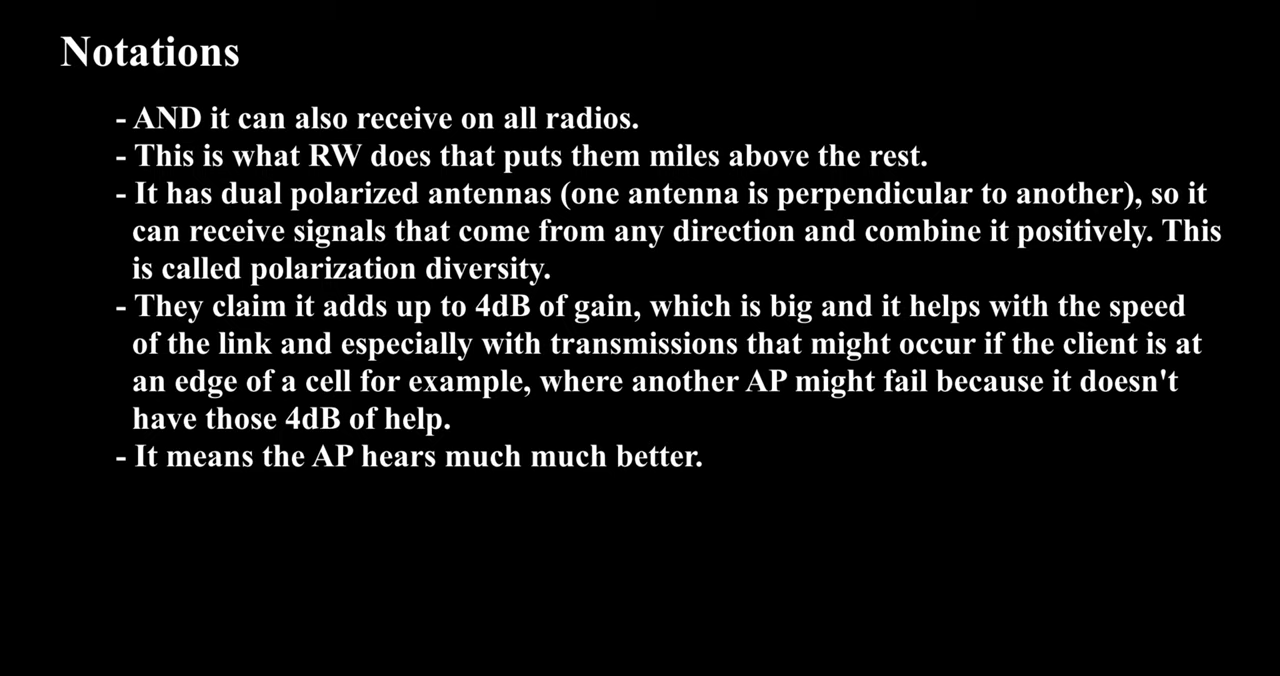 Notations
- AND it can also receive on all radios.
- This is what RW does that puts them miles above the rest.
- It has dual polarized antennas (one antenna is perpendicular to another), so it
can receive signals that come from any direction and combine it positively. This
is called polarization diversity.
- They claim it adds up to 4dB of gain, which is big and it helps with the speed
of the link and especially with transmissions that might occur if the client is at
an edge of a cell for example, where another AP might fail because it doesn't
have those 4dB of help.
- It means the AP hears much much better.